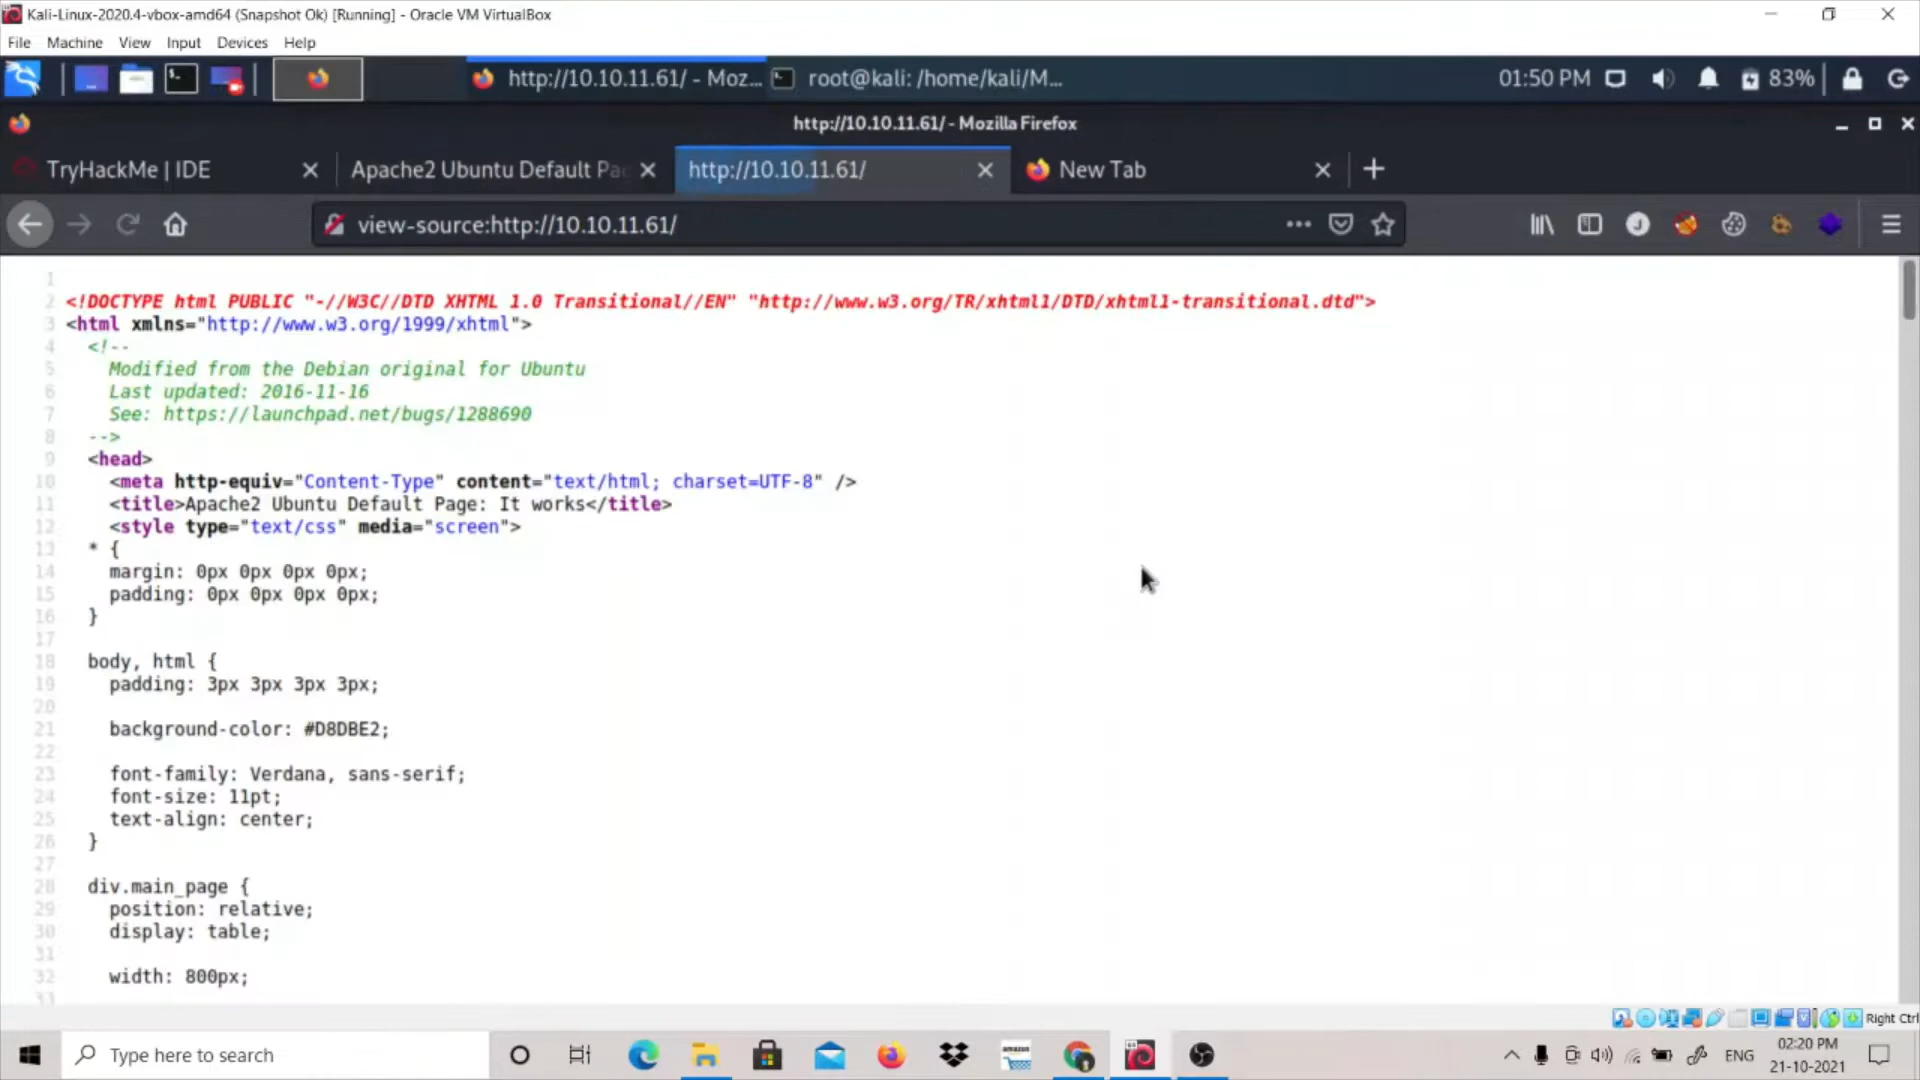 Kali-Linux-2020.4-vbox-amd64 (Snapshot Ok) [Running] - Oracle VM VirtualBox
File Machine View Input Devices Help
http://10.10.11.61/ - Moz... root@kali: /home/kali/M... 01:50 PM 83%
http://10.10.11.61/ - Mozilla Firefox
TryHackMe | IDE Apache2 Ubuntu Default Pa http://10.10.11.61/ New Tab
view-source:http://10.10.11.61/
1
2 <!DOCTYPE html PUBLIC "-//W3C//DTD XHTML 1.0 Transitional//EN" "http://www.w3.org/TR/xhtml1/DTD/xhtml1-transitional.dtd">
3 <html xmlns="http://www.w3.org/1999/xhtml">
4 <!--
5 Modified from the Debian original for Ubuntu
6 Last updated: 2016-11-16
7 See: https://launchpad.net/bugs/1288690
8 -->
9 <head>
10 <meta http-equiv="Content-Type" content="text/html; charset=UTF-8" />
11 <title>Apache2 Ubuntu Default Page: It works</title>
12 <style type="text/css" media="screen">
13 * {
14 margin: 0px 0px 0px 0px;
15 padding: 0px 0px 0px 0px;
16 }
17
18 body, html {
19 padding: 3px 3px 3px 3px;
20
21 background-color: #D8DBE2;
22
23 font-family: Verdana, sans-serif;
24 font-size: 11pt;
25 text-align: center;
26 }
27
28 div.main_page {
29 position: relative;
30 display: table;
31
32 width: 800px;
33
Right Ctrl
Type here to search
amazon
ENG
02:20 PM
21-10-2021